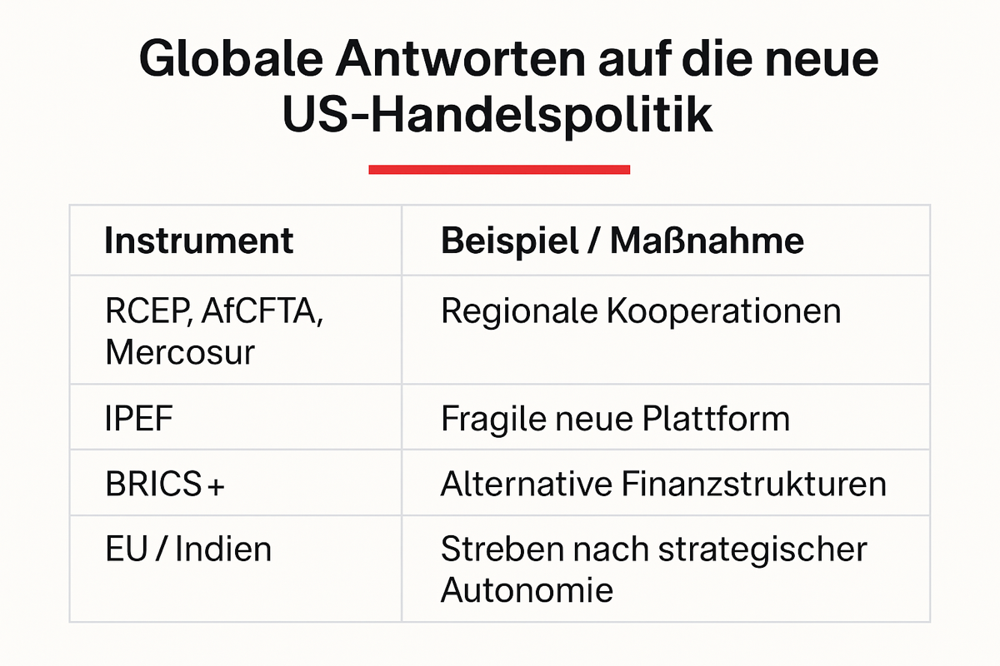 Globale Antworten auf die neue
US-Handelspolitik
Instrument
Beispiel / Maßnahme
RCEP, AfCFTA,
Mercosur
Regionale Kooperationen
IPEF
Fragile neue Plattform
BRICS+
Alternative Finanzstrukturen
EU / Indien
Streben nach strategischer
Autonomie